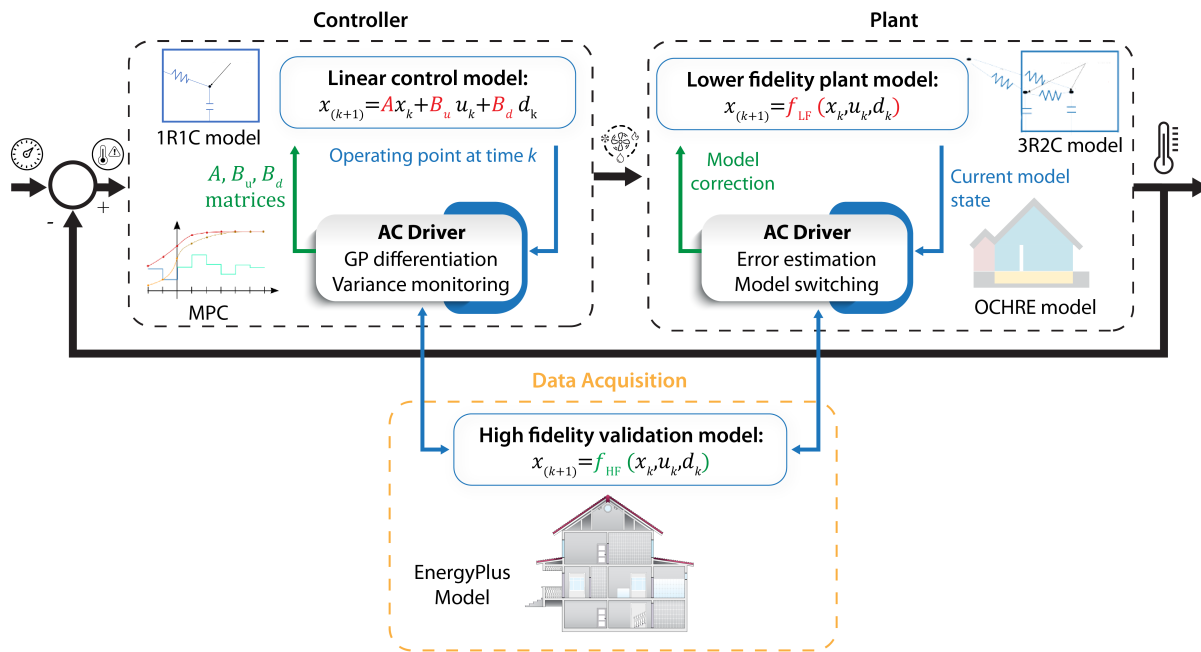 Controller
Plant
1R1C model
Linear control model:
x(k+1)=Axk+Bu uk+Bd dk
Operating point at time k
A, Bu, Bd
matrices
AC Driver
GP differentiation
Variance monitoring
MPC
-
+
Lower fidelity plant model:
x(k+1)=fLF (xk,uk,dk)
3R2C model
Model
correction
Current model
state
AC Driver
Error estimation
Model switching
OCHRE model
Data Acquisition
High fidelity validation model:
x(k+1)=fHF (xk,uk,dk)
EnergyPlus
Model